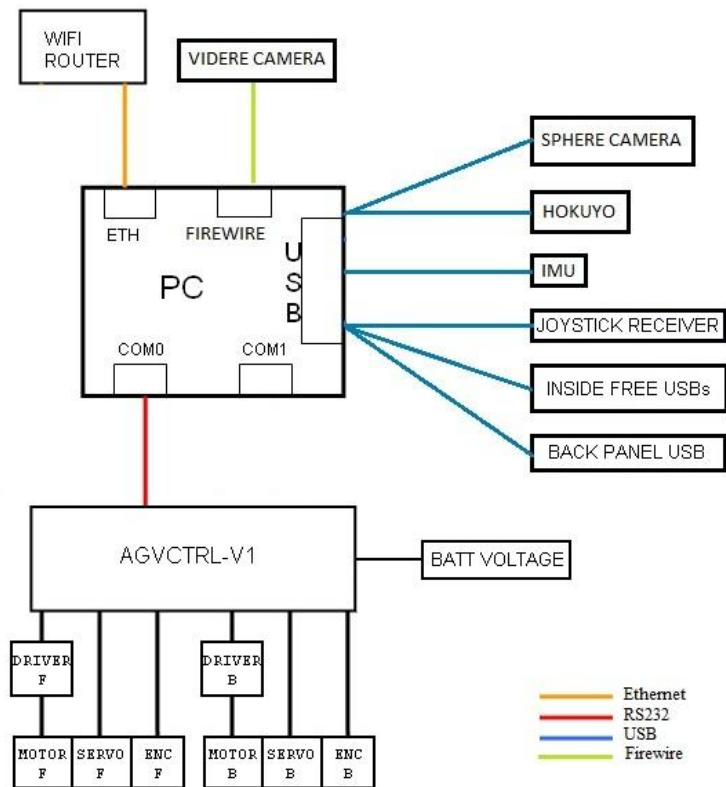 WIFI
ROUTER
VIDERE CAMERA
SPHERE CAMERA
HOKUYO
IMU
JOYSTICK RECEIVER
INSIDE FREE USBs
BACK PANEL USB
ETH
FIREWIRE
U
S
B
PC
COM0
COM1
AGVCTRL-V1
BATT VOLTAGE
DRIVER
F
DRIVER
B
MOTOR
F
SERVO
F
ENC
F
MOTOR
B
SERVO
B
ENC
B
Ethernet
RS232
USB
Firewire